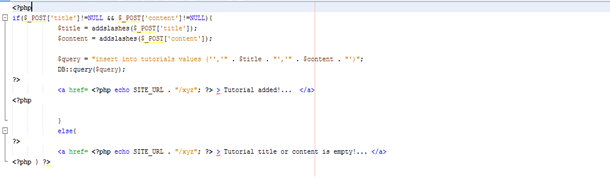 <?php
if($_POST['title']!=NULL && $_POST['content']!=NULL){
$title = addslashes($_POST['title']);
$content = addslashes($_POST['content']);
$query = "insert into tutorials values ('','" . $title . "','" . $content . "')";
DB::query($query);
?>
<a href= <?php echo SITE_URL . "/xyz"; ?> > Tutorial added!... </a>
<?php
}
else{
?>
<a href= <?php echo SITE_URL . "/xyz"; ?> > Tutorial title or content is empty!... </a>
<?php } ?>